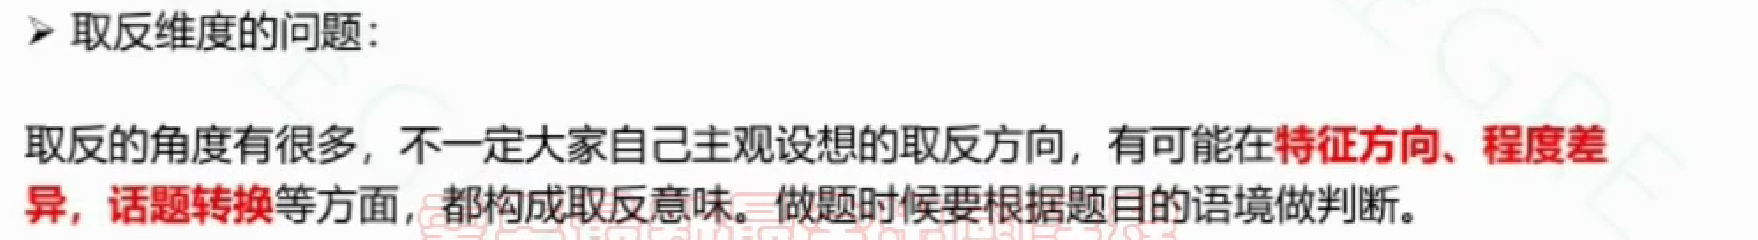 ➢ 取反维度的问题：
取反的角度有很多，不一定大家自己主观设想的取反方向，有可能在特征方向、程度差
异，话题转换等方面，都构成取反意味。做题时候要根据题目的语境做判断。